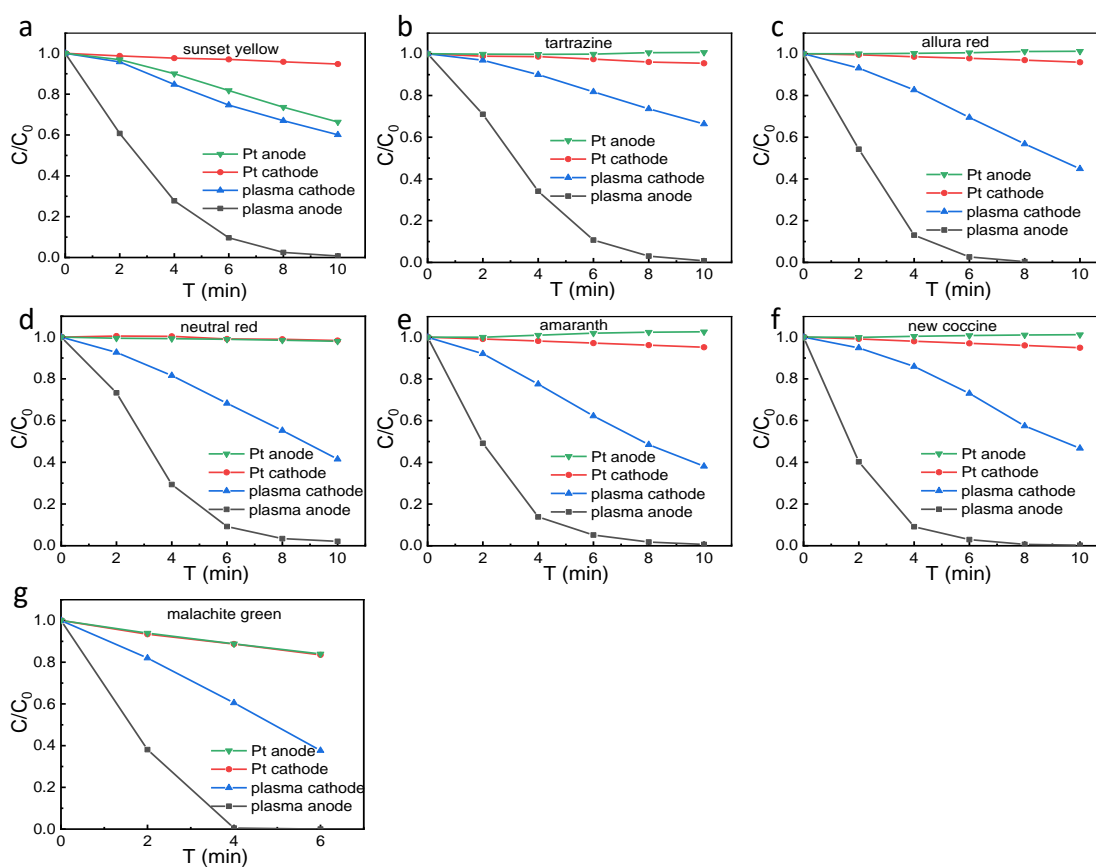 a
sunset yellow
1.0
0.8
0.6
0.4
0.2
0.0
C/C0
Pt anode
Pt cathode
plasma cathode
plasma anode
0 2 4 6 8 10
T (min)
b
tartrazine
1.0
0.8
0.6
0.4
0.2
0.0
C/C0
Pt anode
Pt cathode
plasma cathode
plasma anode
0 2 4 6 8 10
T (min)
c
allura red
1.0
0.8
0.6
0.4
0.2
0.0
C/C0
Pt anode
Pt cathode
plasma cathode
plasma anode
0 2 4 6 8 10
T (min)
d
neutral red
1.0
0.8
0.6
0.4
0.2
0.0
C/C0
Pt anode
Pt cathode
plasma cathode
plasma anode
0 2 4 6 8 10
T (min)
e
amaranth
1.0
0.8
0.6
0.4
0.2
0.0
C/C0
Pt anode
Pt cathode
plasma cathode
plasma anode
0 2 4 6 8 10
T (min)
f
new coccine
1.0
0.8
0.6
0.4
0.2
0.0
C/C0
Pt anode
Pt cathode
plasma cathode
plasma anode
0 2 4 6 8 10
T (min)
g
malachite green
1.0
0.8
0.6
0.4
0.2
0.0
C/C0
Pt anode
Pt cathode
plasma cathode
plasma anode
0 2 4 6
T (min)